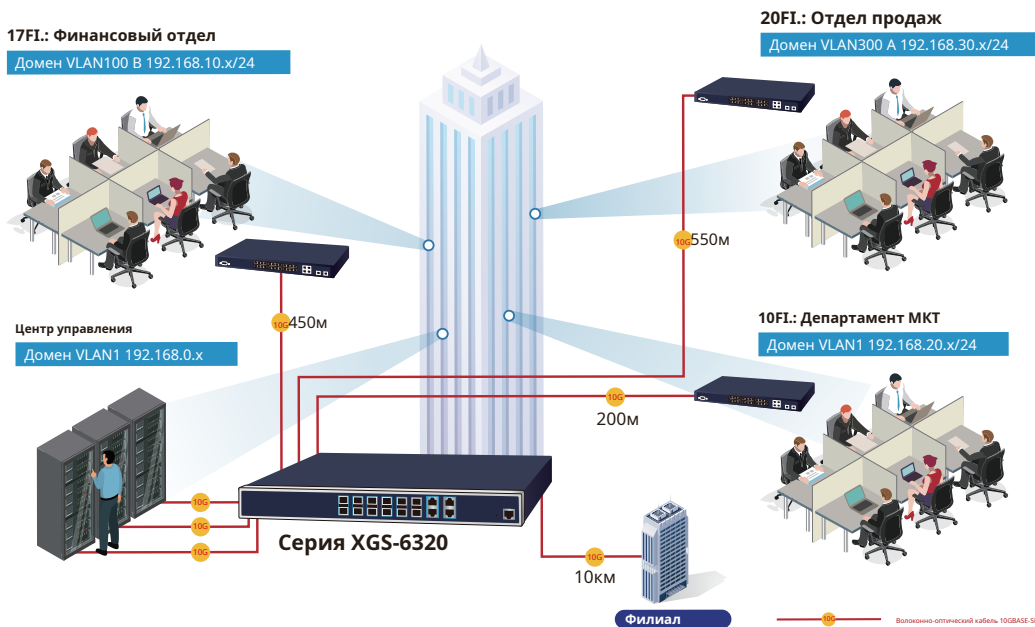 17FI.: Финансовый отдел
Домен VLAN100 B 192.168.10.x/24
20FI.: Отдел продаж
Домен VLAN300 A 192.168.30.x/24
10G 550м
10G 450м
Центр управления
Домен VLAN1 192.168.0.x
10FI.: Департамент МКТ
Домен VLAN1 192.168.20.x/24
10G
200м
10G
10G
10G
Серия XGS-6320
10G
10км
Филиал
10G
Волоконно-оптический кабель 10GBASE-S